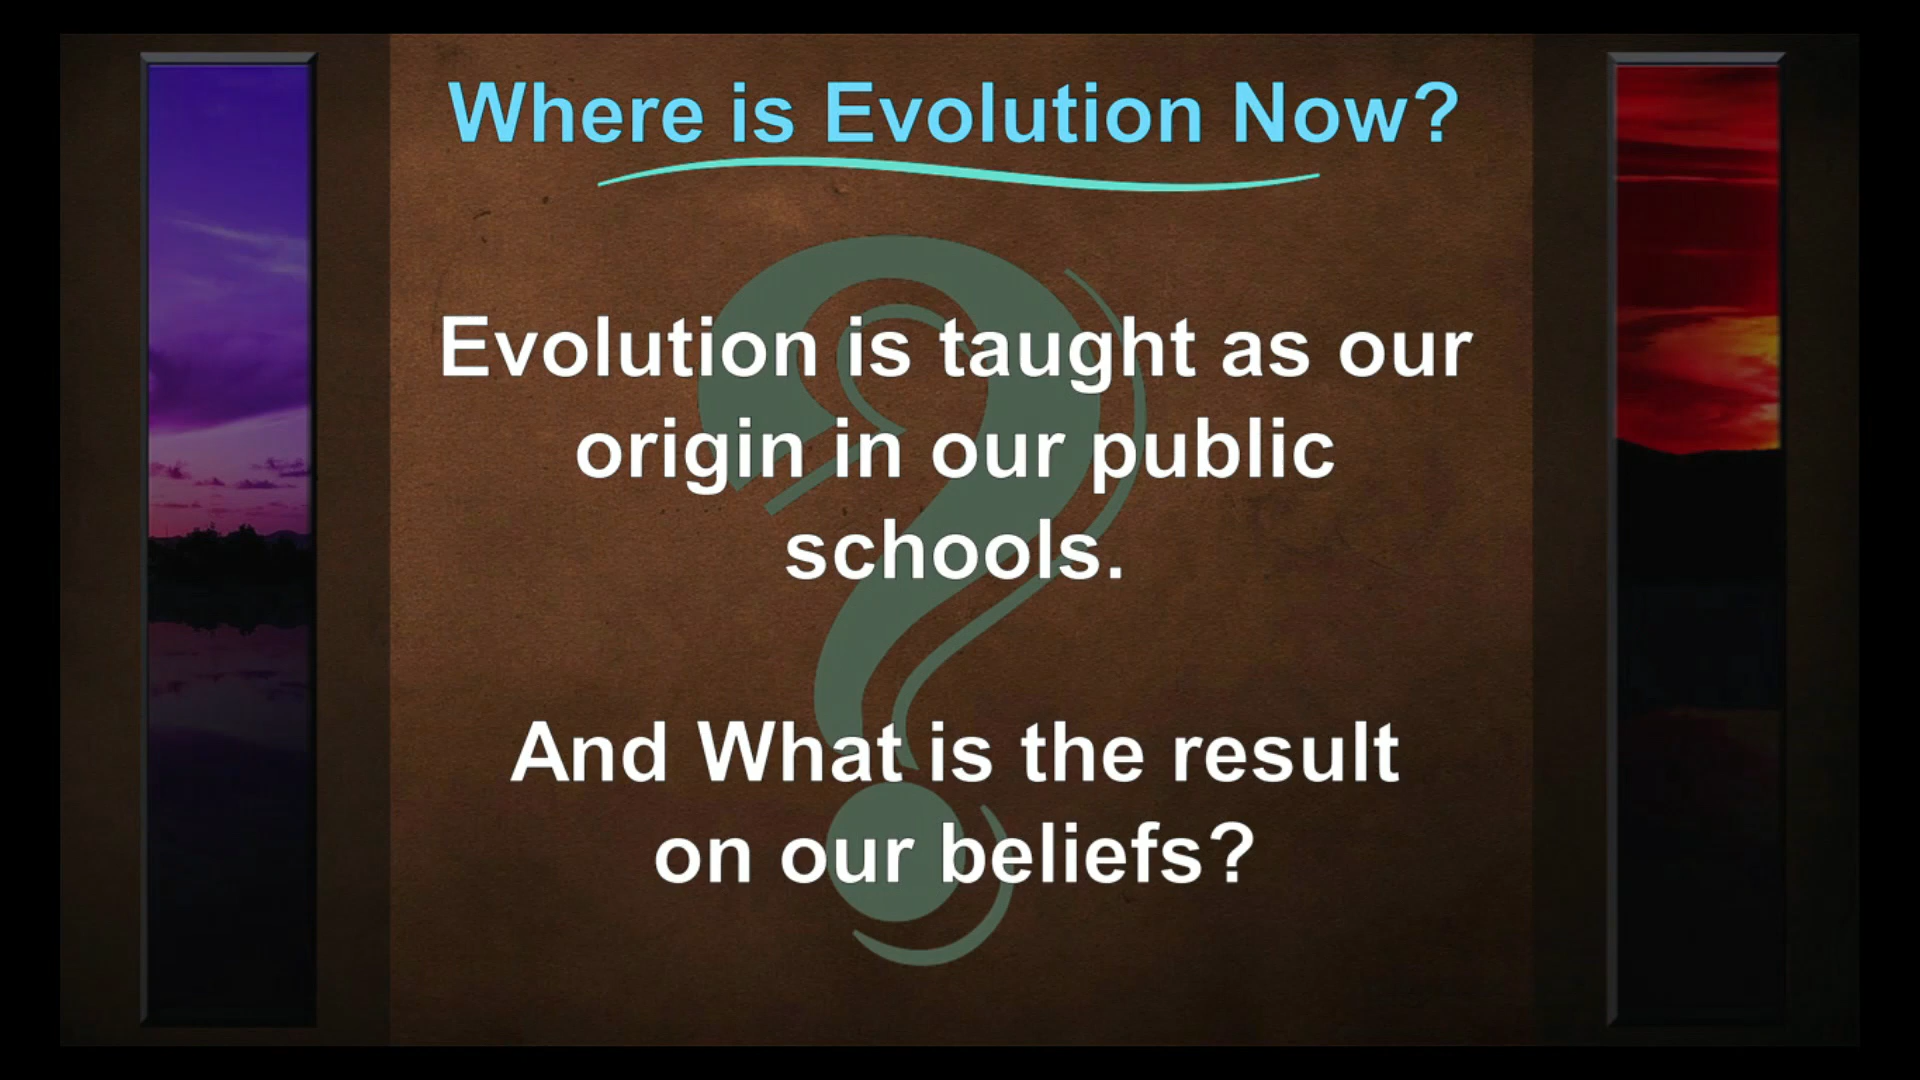 Where is Evolution Now?
Evolution is taught as our
origin in our public
schools.
And What is the result
on our beliefs?